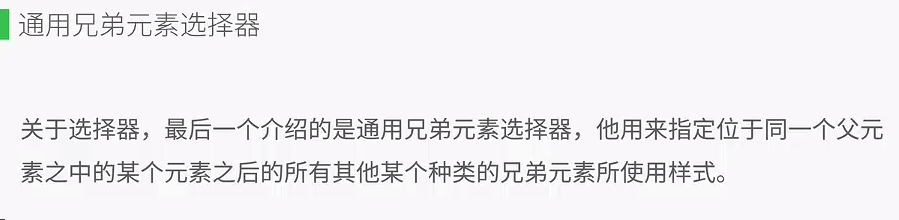 通用兄弟元素选择器
关于选择器，最后一个介绍的是通用兄弟元素选择器，他用来指定位于同一个父元
素之中的某个元素之后的所有其他某个种类的兄弟元素所使用样式。